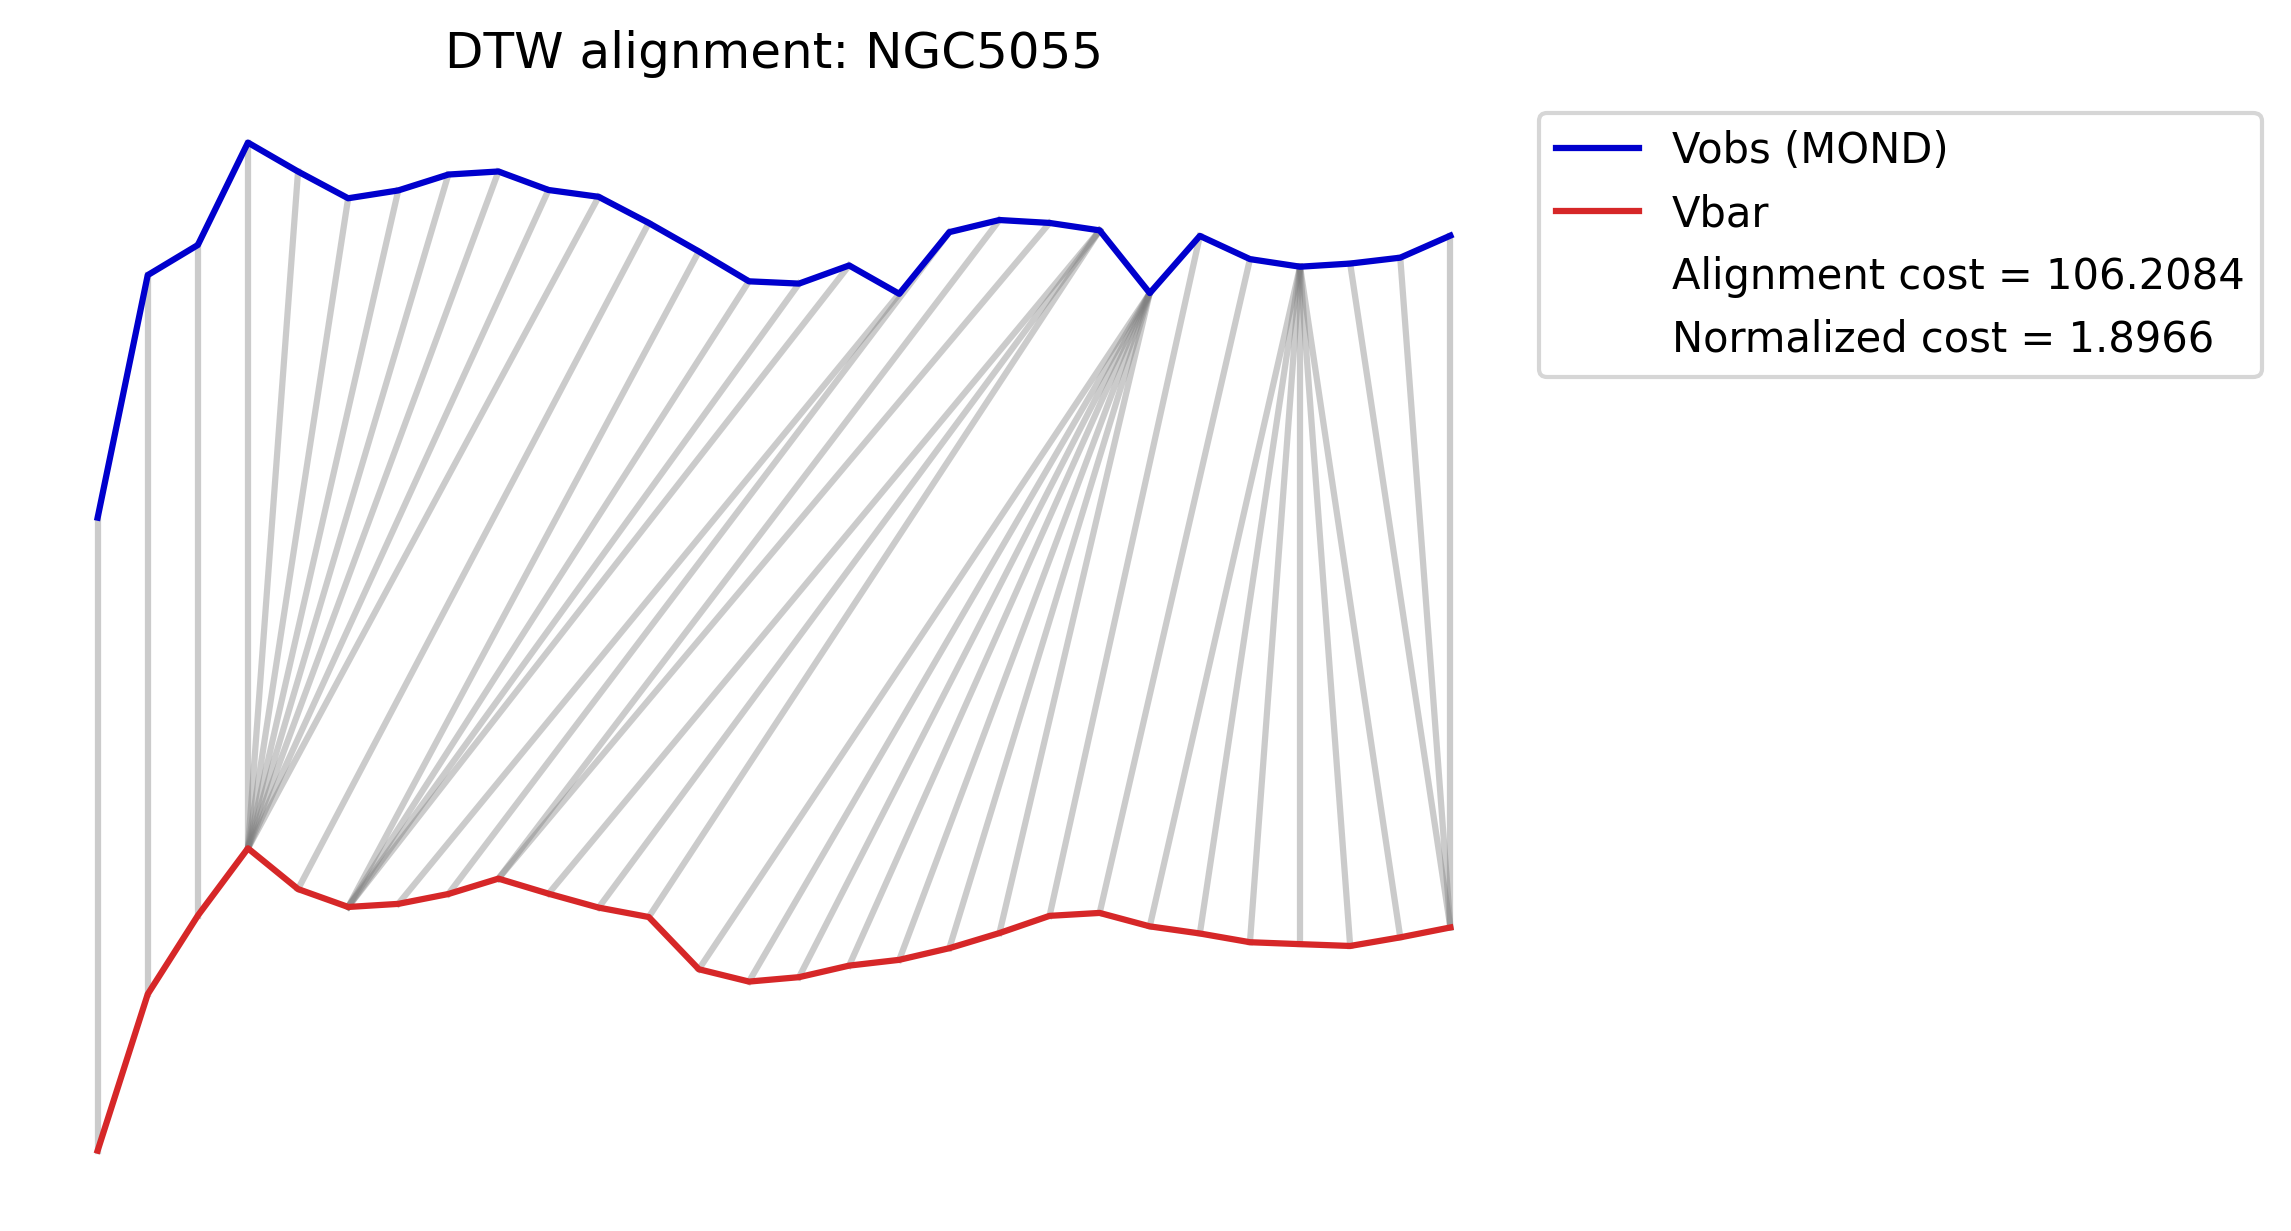 DTW alignment: NGC5055
Vobs (MOND)
Vbar
Alignment cost = 106.2084
Normalized cost = 1.8966